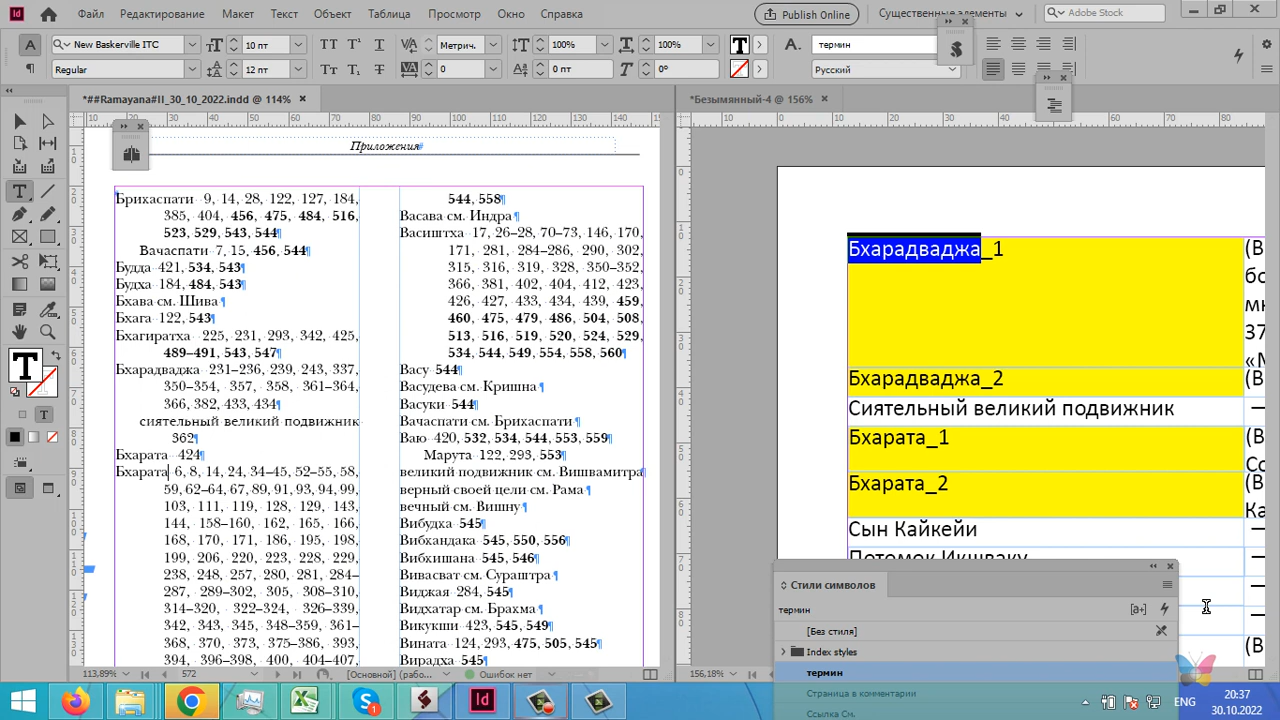 Файл Редактирование Макет Текст Объект Таблица Просмотр Окно Справка Publish Online Существенные элементы Adobe Stock
New Baskerville ITC 10 пт Метрич. 100% 100% термин
Regular 12 пт 0 0 пт 0° Русский
*##Ramayana#II_30_10_2022.indd @ 114% × *Безымянный-4 @ 156% ×
Приложения#
Брихаспати 9, 14, 28, 122, 127, 184,
385, 404, 456, 475, 484, 516,
523, 529, 543, 544¶
Вачаспати 7, 15, 456, 544¶
Будда 421, 534, 543¶
Будха 184, 484, 543¶
Бхава см. Шива¶
Бхага 122, 543¶
Бхагиратха 225, 231, 293, 342, 425,
489–491, 543, 547¶
Бхарадваджа 231–236, 239, 243, 337,
350–354, 357, 358, 361–364,
366, 382, 433, 434¶
сиятельный великий подвижник
362¶
Бхарата 424¶
Бхарата 6, 8, 14, 24, 34–45, 52–55, 58,
59, 62–64, 67, 89, 91, 93, 94, 99,
103, 111, 119, 128, 129, 143,
144, 158–160, 162, 165, 166,
168, 170, 171, 186, 195, 198,
199, 206, 220, 223, 228, 229,
238, 248, 257, 280, 281, 284–
287, 289–302, 305, 308–310,
314–320, 322–324, 326–339,
342, 343, 345, 348–359, 361–
368, 370, 373, 375–386, 393,
394, 396–398, 400, 404–407,
544, 558¶
Васава см. Индра¶
Васиштха 17, 26–28, 70–73, 146, 170,
171, 281, 284–286, 290, 302,
315, 316, 319, 328, 350–352,
366, 381, 402, 404, 412, 423,
426, 427, 433, 434, 439, 459,
460, 475, 479, 486, 504, 508,
513, 516, 519, 520, 524, 529,
534, 544, 549, 554, 558, 560¶
Васу 544¶
Васудева см. Кришна¶
Васуки 544¶
Вачаспати см. Брихаспати¶
Ваю 420, 532, 534, 544, 553, 559¶
Марута 122, 293, 553¶
великий подвижник см. Вишвамитра¶
верный своей цели см. Рама¶
вечный см. Вишну¶
Вибудха 545¶
Вибхандака 545, 550, 556¶
Вибхишана 545, 546¶
Вивасват см. Сураштра¶
Виджая 284, 545¶
Видхатар см. Брахма¶
Викукши 423, 545, 549¶
Вината 124, 293, 475, 505, 545¶
Вирадха 545¶
Бхарадваджа_1
Бхарадваджа_2
Сиятельный великий подвижник
Бхарата_1
Бхарата_2
Сын Кайкейи
Потомок Икшваку
Стили символов
термин
[Без стиля]
Index styles
термин
Страница в комментарии
Ссылка См.
113,89% 572 [Основной] (рабо... Ошибок нет 156,18%
ENG
20:37
30.10.2022